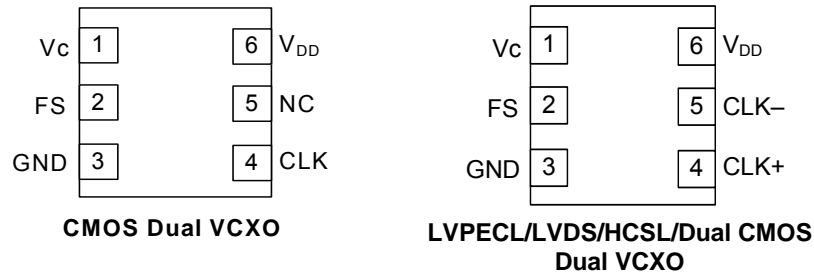 Vc 1 6 VDD
FS 2 5 NC
GND 3 4 CLK
CMOS Dual VCXO
Vc 1 6 VDD
FS 2 5 CLK–
GND 3 4 CLK+
LVPECL/LVDS/HCSL/Dual CMOS
Dual VCXO